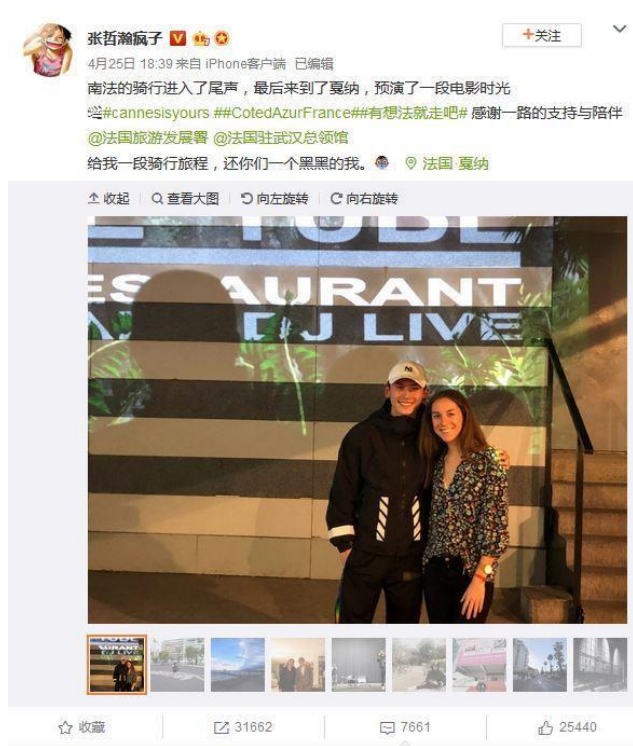 张哲瀚疯子
+关注
4月25日 18:39 来自 iPhone客户端 已编辑
南法的骑行进入了尾声，最后来到了戛纳，预演了一段电影时光
#cannesisyours ##CotedAzurFrance##有想法就走吧# 感谢一路的支持与陪伴
@法国旅游发展署 @法国驻武汉总领馆
给我一段骑行旅程，还你们一个黑黑的我。 法国·戛纳
收起 查看大图 向左旋转 向右旋转
TUBE
ESTAURANT
DJ LIVE
收藏 31662 7661 25440